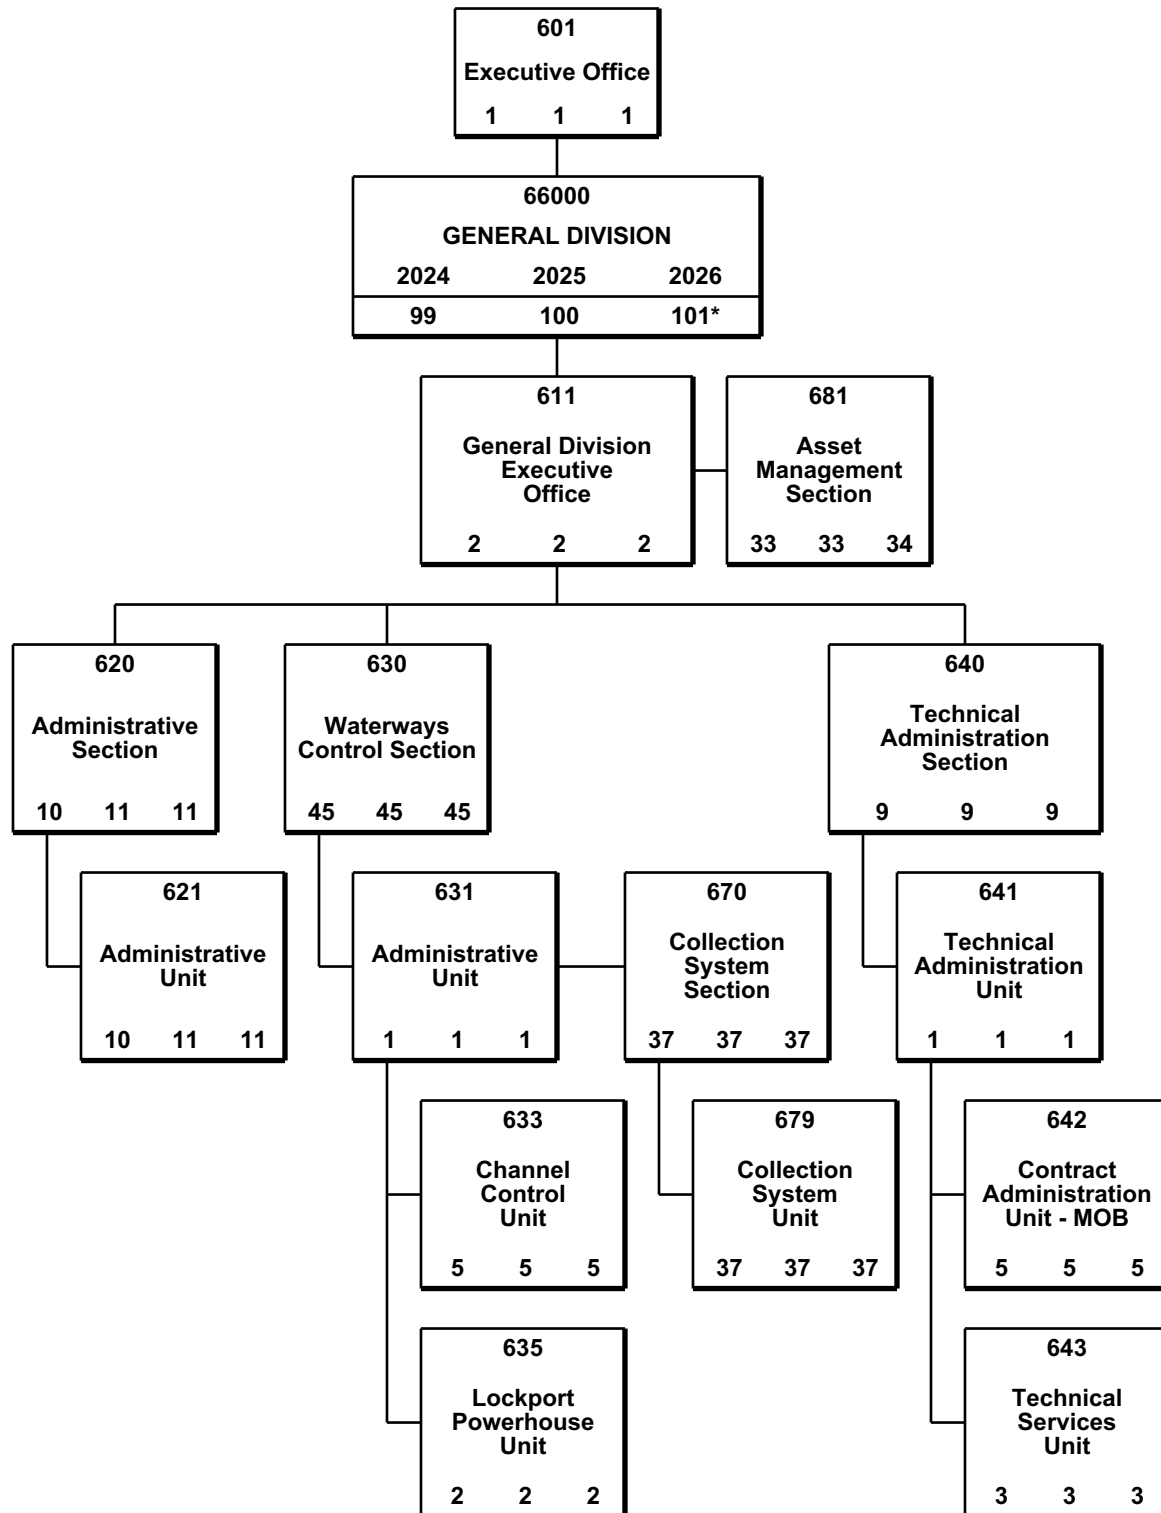 601
Executive Office
1 1 1
66000
GENERAL DIVISION
2024 2025 2026
99 100 101*
611
General Division
Executive
Office
2 2 2
681
Asset
Management
Section
33 33 34
620
Administrative
Section
10 11 11
630
Waterways
Control Section
45 45 45
640
Technical
Administration
Section
9 9 9
621
Administrative
Unit
10 11 11
631
Administrative
Unit
1 1 1
670
Collection
System
Section
37 37 37
641
Technical
Administration
Unit
1 1 1
633
Channel
Control
Unit
5 5 5
679
Collection
System
Unit
37 37 37
642
Contract
Administration
Unit - MOB
5 5 5
635
Lockport
Powerhouse
Unit
2 2 2
643
Technical
Services
Unit
3 3 3